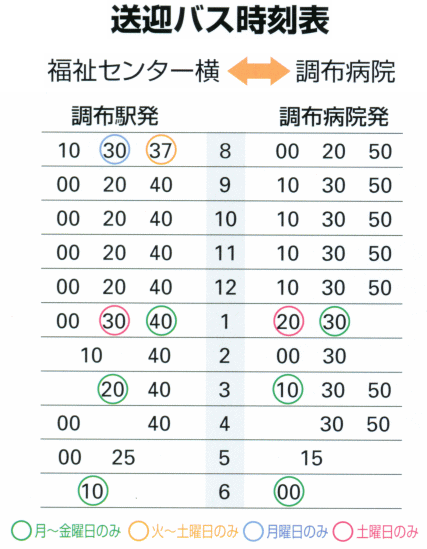 送迎バス時刻表
福祉センター横 調布病院
調布駅発 調布病院発
10 30 37 8 00 20 50
00 20 40 9 10 30 50
00 20 40 10 10 30 50
00 20 40 11 10 30 50
00 20 40 12 10 30 50
00 30 40 1 20 30
10 40 2 00 30
20 40 3 10 30 50
00 40 4 30 50
00 25 5 15
10 6 00
月～金曜日のみ 火～土曜日のみ 月曜日のみ 土曜日のみ